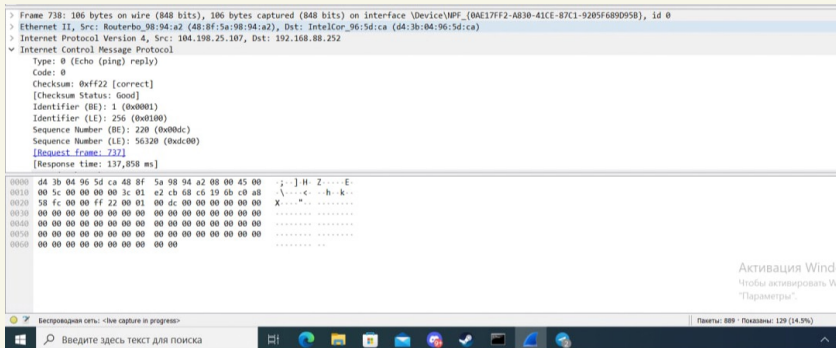 > Frame 738: 106 bytes on wire (848 bits), 106 bytes captured (848 bits) on interface \Device\NPF_{0AE17FF2-A830-41CE-87C1-9205F689D95B}, id 0
> Ethernet II, Src: Routerbo_98:94:a2 (48:8f:5a:98:94:a2), Dst: IntelCor_96:5d:ca (d4:3b:04:96:5d:ca)
> Internet Protocol Version 4, Src: 104.198.25.107, Dst: 192.168.88.252
Internet Control Message Protocol
Type: 0 (Echo (ping) reply)
Code: 0
Checksum: 0xff22 [correct]
[Checksum Status: Good]
Identifier (BE): 1 (0x0001)
Identifier (LE): 256 (0x0100)
Sequence Number (BE): 220 (0x00dc)
Sequence Number (LE): 56320 (0xdc00)
[Request frame: 737]
[Response time: 137,858 ms]
0000 d4 3b 04 96 5d ca 48 8f 5a 98 94 a2 08 00 45 00 ·;··]·H· Z·····E·
0010 00 5c 00 00 00 00 3c 01 e2 cb 68 c6 19 6b c0 a8 ·\····<· ··h··k··
0020 58 fc 00 00 ff 22 00 01 00 dc 00 00 00 00 00 00 X····"·· ········
0030 00 00 00 00 00 00 00 00 00 00 00 00 00 00 00 00 ········ ········
0040 00 00 00 00 00 00 00 00 00 00 00 00 00 00 00 00 ········ ········
0050 00 00 00 00 00 00 00 00 00 00 00 00 00 00 00 00 ········ ········
0060 00 00 00 00 00 00 00 00 00 00 ········ ··
Активация Wind
Чтобы активировать W
"Параметры".
Беспроводная сеть: <live capture in progress>
Пакеты: 889 · Показаны: 129 (14.5%)
Введите здесь текст для поиска